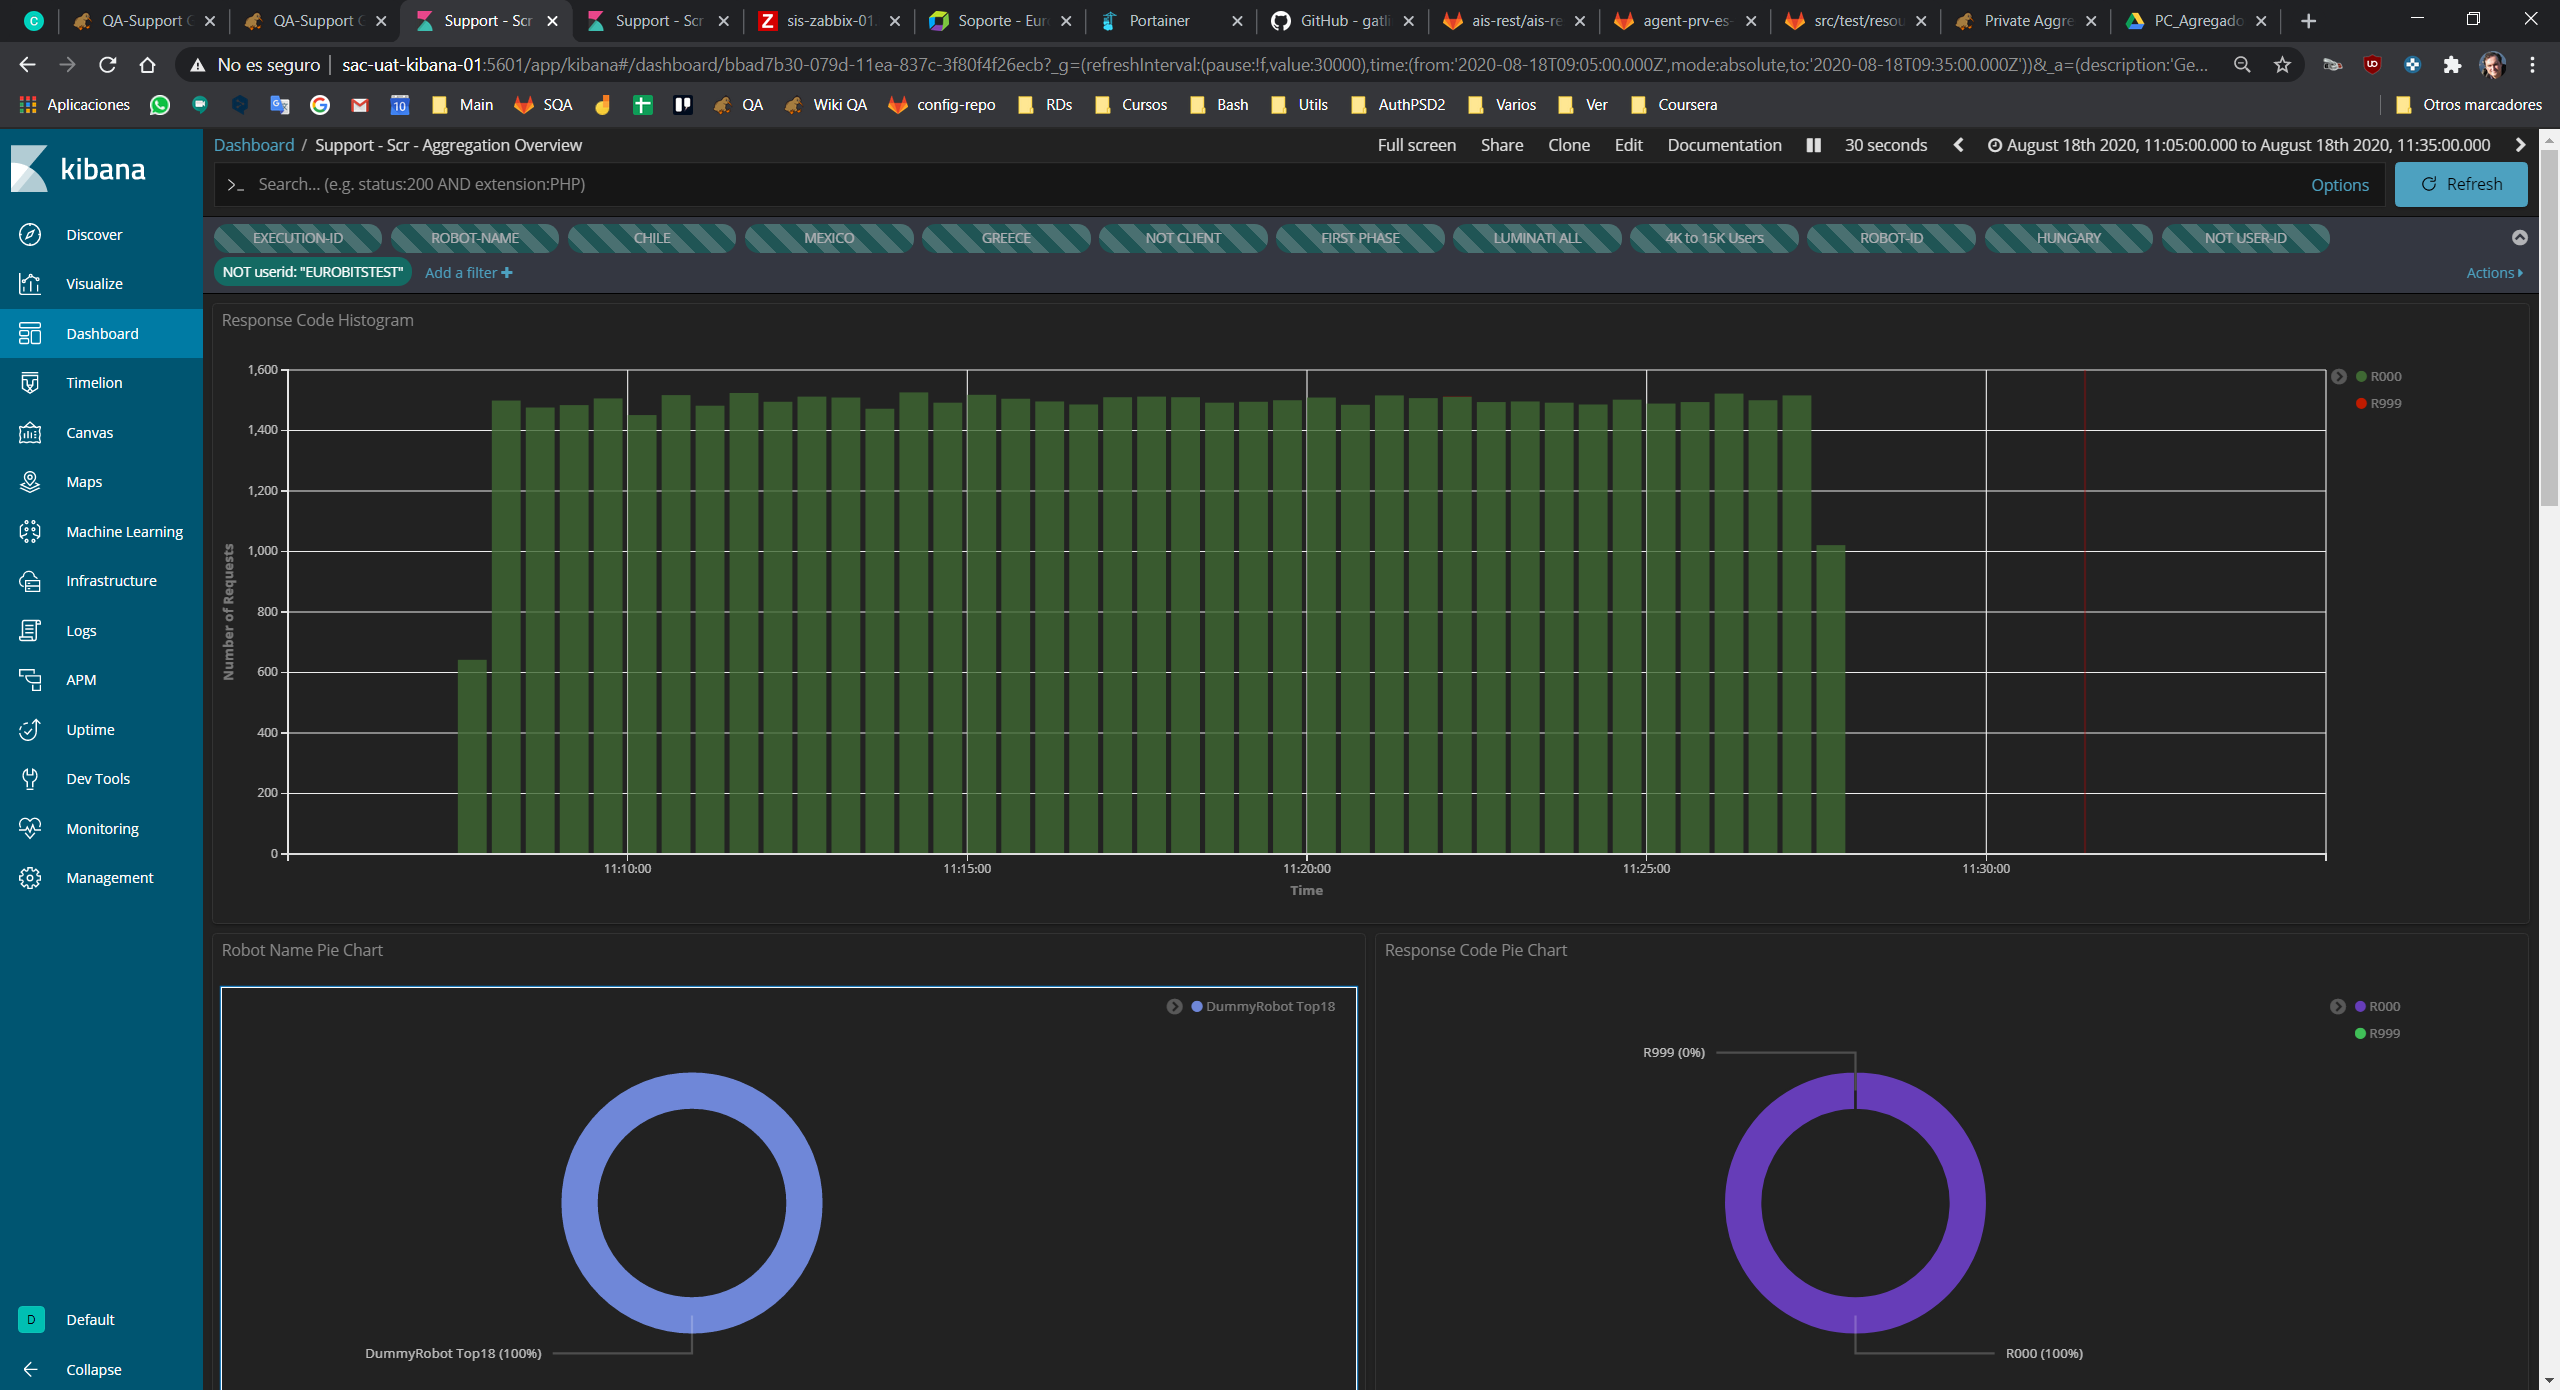 C QA-Support QA-Support Support - Scr Support - Scr Z sis-zabbix-01. Soporte - Eur Portainer GitHub - gatli ais-rest/ais-re agent-prv-es- src/test/resou Private Aggre PC_Agregado
No es seguro sac-uat-kibana-01:5601/app/kibana#/dashboard/bbad7b30-079d-11ea-837c-3f80f4f26ecb?_g=(refreshInterval:(pause:!f,value:30000),time:(from:'2020-08-18T09:05:00.000Z',mode:absolute,to:'2020-08-18T09:35:00.000Z'))&_a=(description:'Ge...
Aplicaciones 10 Main SQA QA Wiki QA config-repo RDs Cursos Bash Utils AuthPSD2 Varios Ver Coursera Otros marcadores
kibana
Discover
Visualize
Dashboard
Timelion
Canvas
Maps
Machine Learning
Infrastructure
Logs
APM
Uptime
Dev Tools
Monitoring
Management
D Default
Collapse
Dashboard / Support - Scr - Aggregation Overview Full screen Share Clone Edit Documentation 30 seconds August 18th 2020, 11:05:00.000 to August 18th 2020, 11:35:00.000
>_ Search... (e.g. status:200 AND extension:PHP) Options Refresh
EXECUTION-ID ROBOT-NAME CHILE MEXICO GREECE NOT CLIENT FIRST PHASE LUMINATI ALL 4K to 15K Users ROBOT-ID HUNGARY NOT USER-ID
NOT userid: "EUROBITSTEST" Add a filter + Actions
Response Code Histogram
1,600
1,400
1,200
1,000
800
600
400
200
0
Number of Requests
11:10:00 11:15:00 11:20:00 11:25:00 11:30:00
Time
R000
R999
Robot Name Pie Chart
DummyRobot Top18
DummyRobot Top18 (100%)
Response Code Pie Chart
R000
R999
R999 (0%)
R000 (100%)